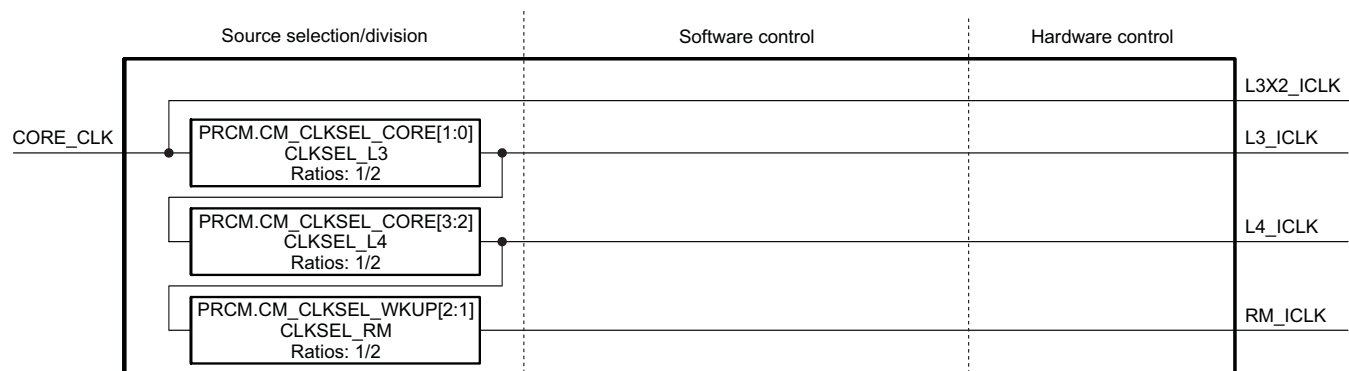 Source selection/division
Software control
Hardware control
L3X2_ICLK
CORE_CLK
PRCM.CM_CLKSEL_CORE[1:0]
CLKSEL_L3
Ratios: 1/2
L3_ICLK
PRCM.CM_CLKSEL_CORE[3:2]
CLKSEL_L4
Ratios: 1/2
L4_ICLK
PRCM.CM_CLKSEL_WKUP[2:1]
CLKSEL_RM
Ratios: 1/2
RM_ICLK